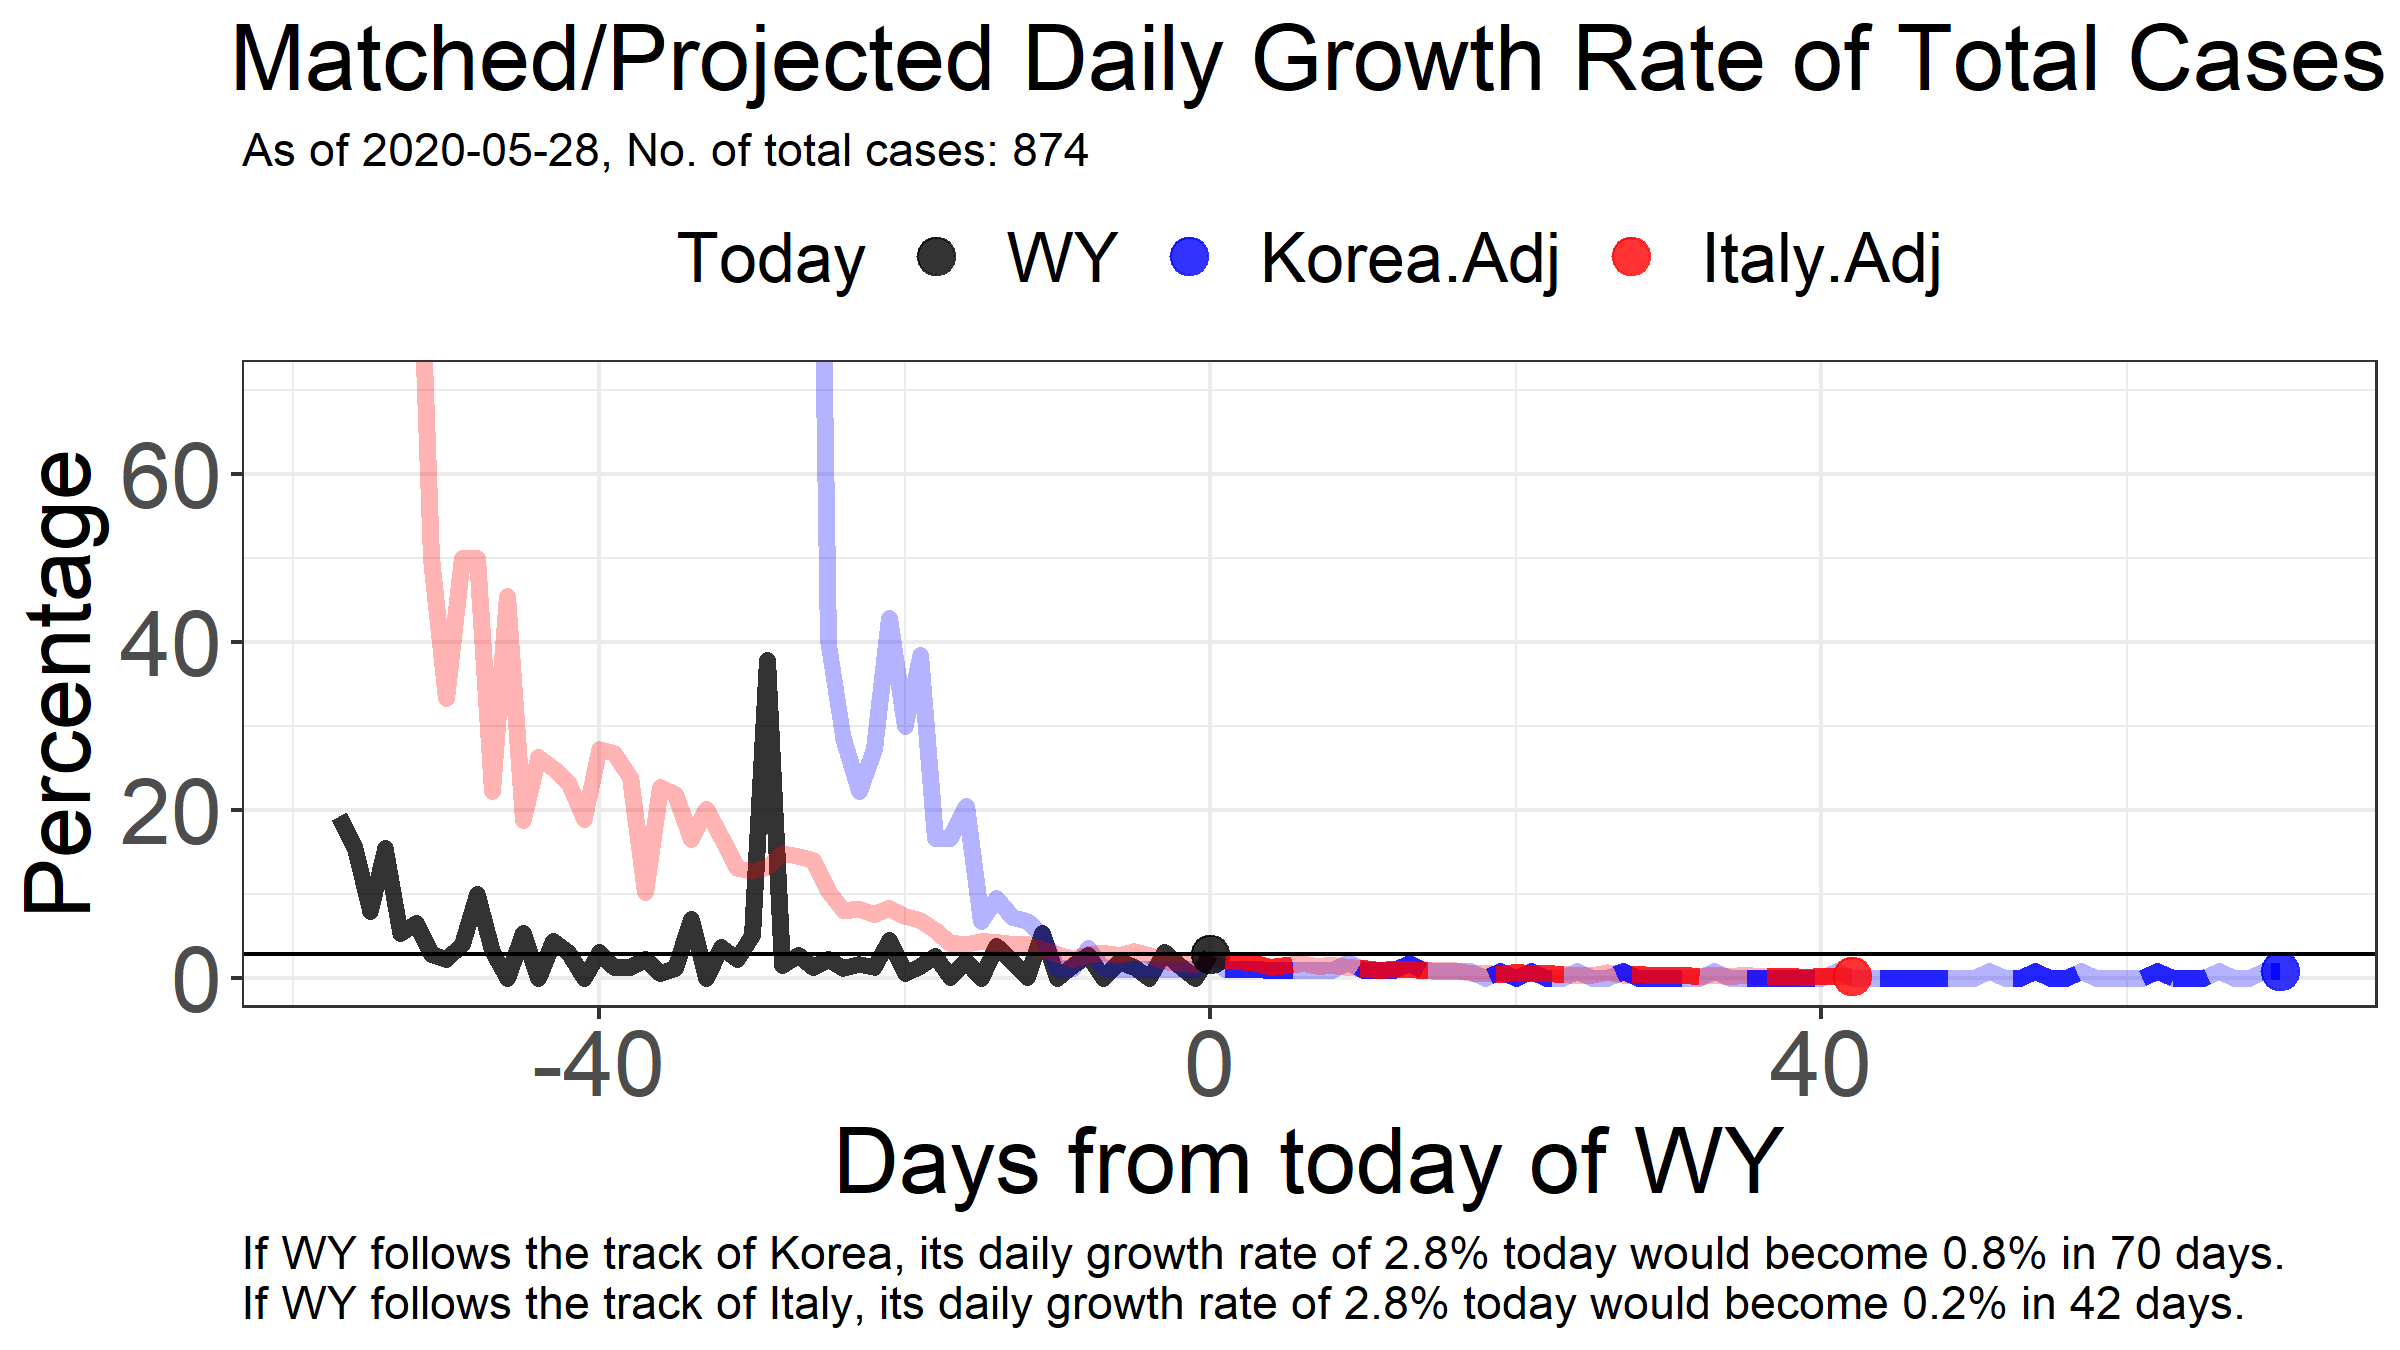 Matched/Projected Daily Growth Rate of Total Cases
As of 2020-05-28, No. of total cases: 874
Today WY Korea.Adj Italy.Adj
Percentage
60
40
20
0
-40 0 40
Days from today of WY
If WY follows the track of Korea, its daily growth rate of 2.8% today would become 0.8% in 70 days.
If WY follows the track of Italy, its daily growth rate of 2.8% today would become 0.2% in 42 days.